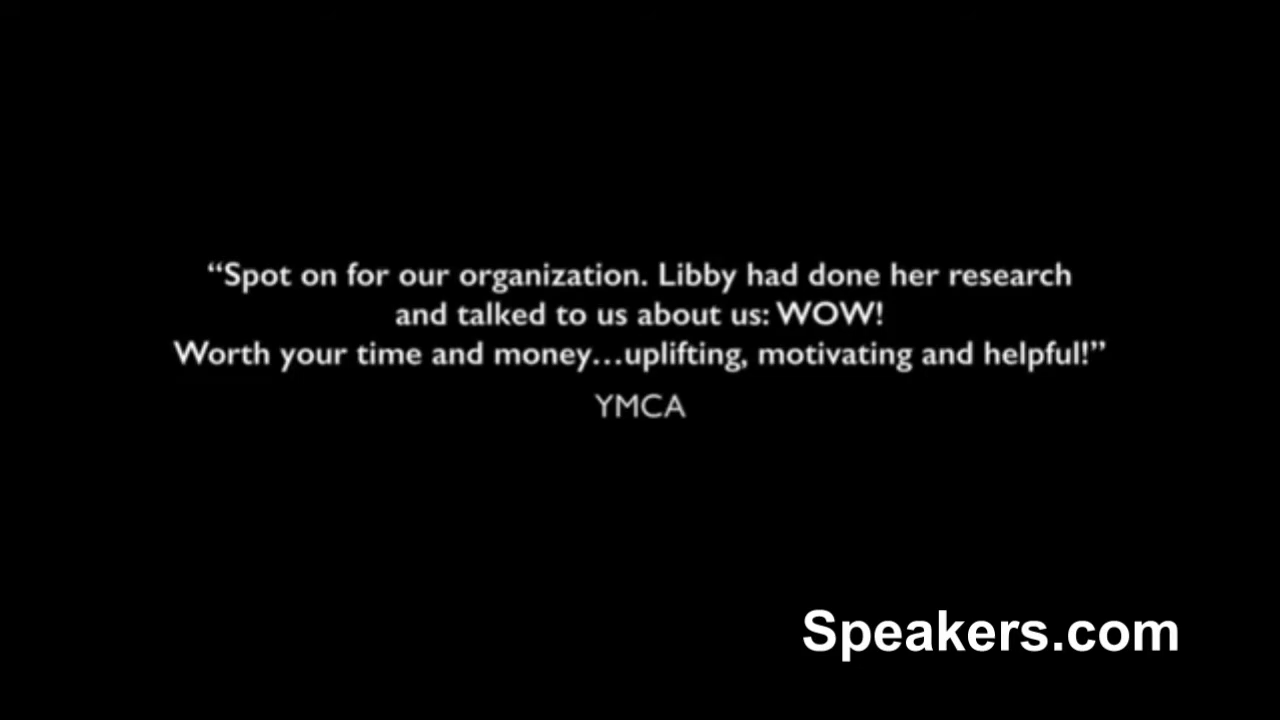 “Spot on for our organization. Libby had done her research
and talked to us about us: WOW!
Worth your time and money...uplifting, motivating and helpful!”
YMCA
Speakers.com